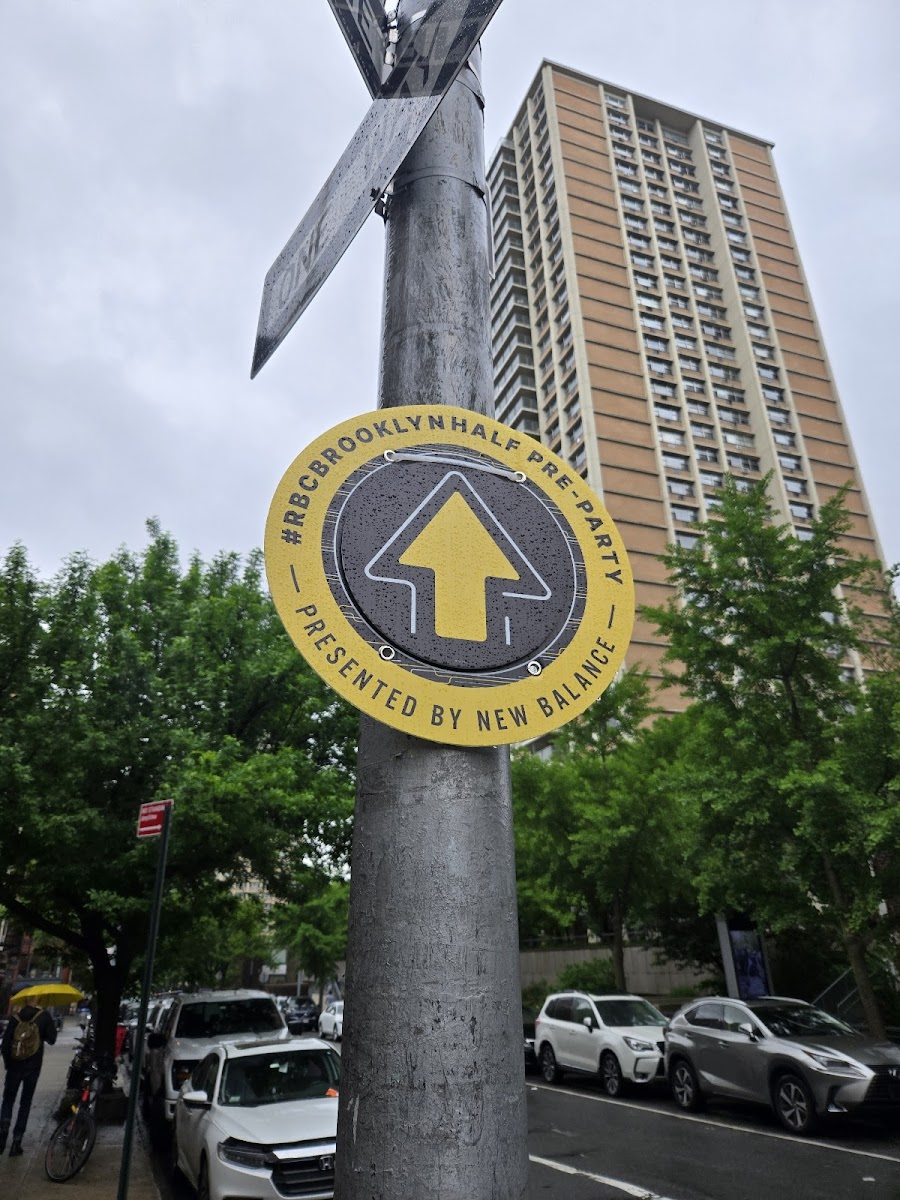 #RBCBROOKLYNHALF PRE-PARTY
— PRESENTED BY NEW BALANCE —